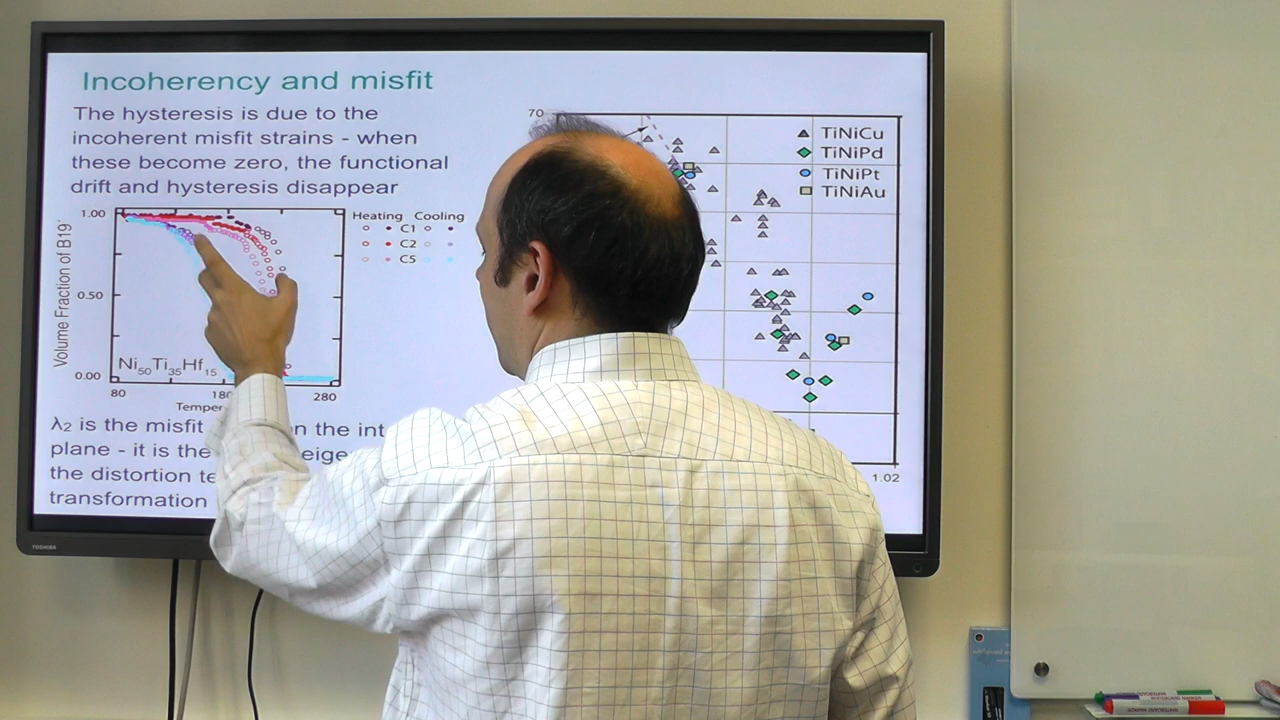 Incoherency and misfit
The hysteresis is due to the
incoherent misfit strains - when
these become zero, the functional
drift and hysteresis disappear
1.00
0.50
0.00
Volume Fraction of B19'
Ni50Ti35Hf15
80
180
280
Heating Cooling
C1
C2
C5
λ2 is the misfit on the
plane - it is the
the distortion
transformation
70
TiNiCu
TiNiPd
TiNiPt
TiNiAu
1.02
TOSHIBA